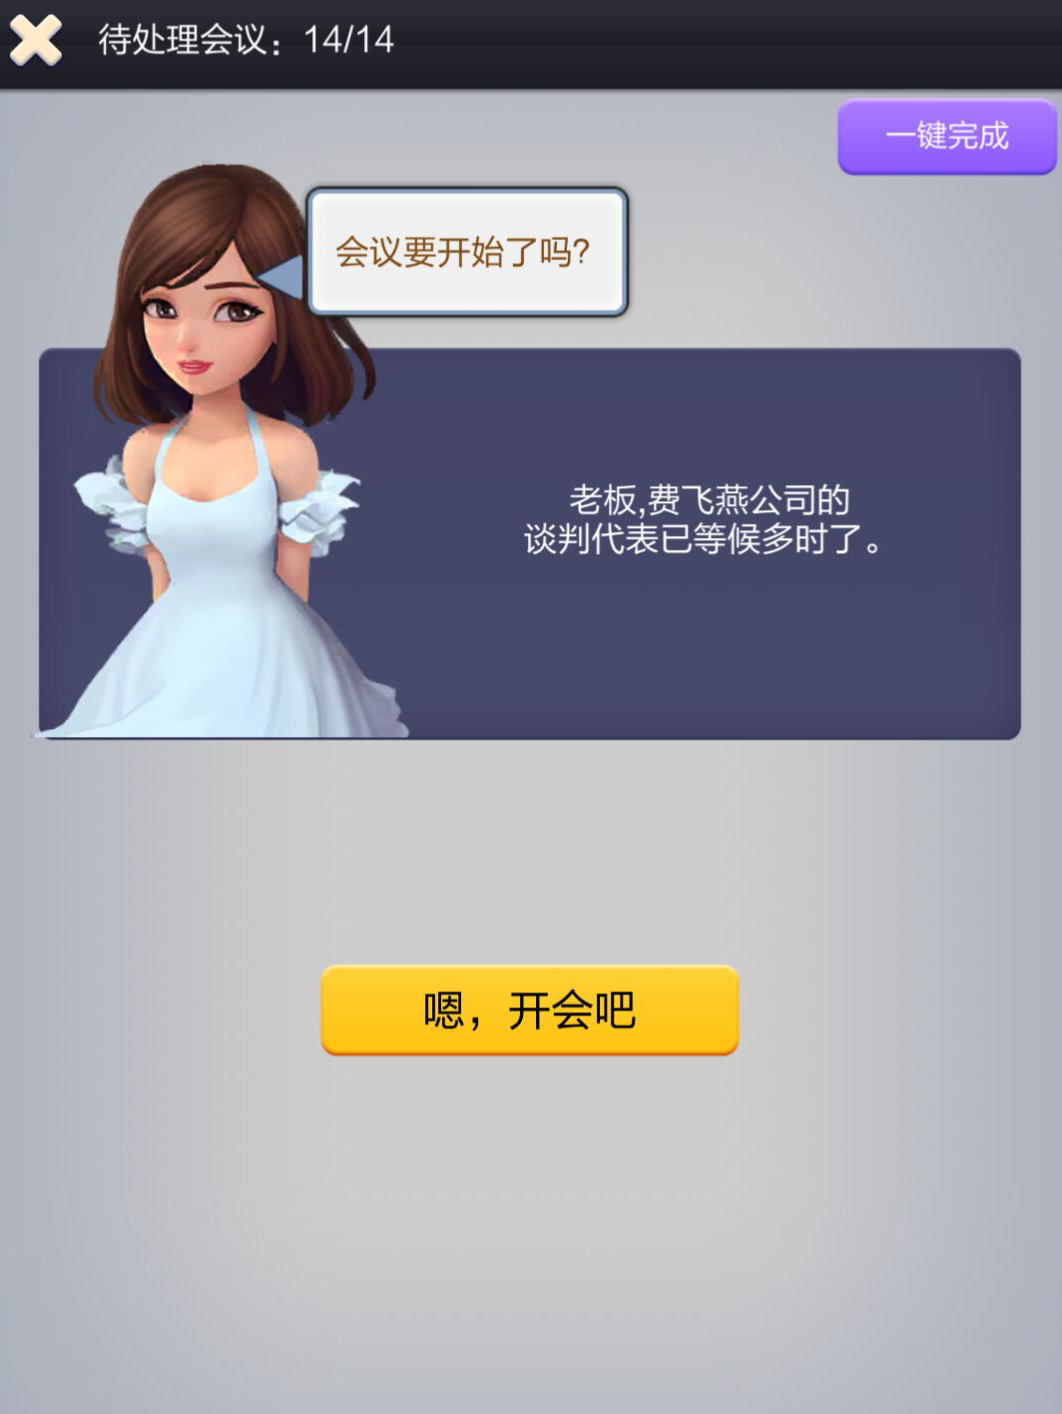 待处理会议：14/14
一键完成
会议要开始了吗?
老板,费飞燕公司的
谈判代表已等候多时了。
嗯，开会吧